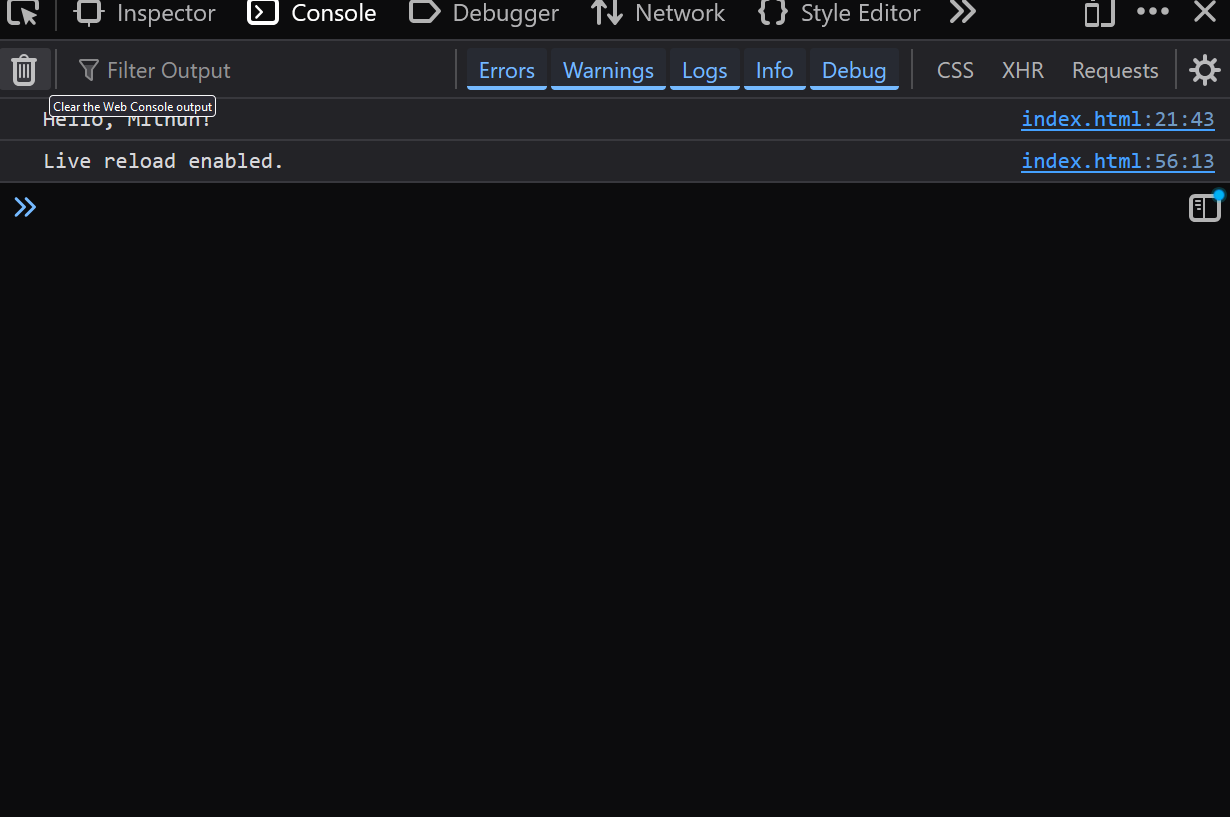 Inspector Console Debugger Network Style Editor
Filter Output Errors Warnings Logs Info Debug CSS XHR Requests
Clear the Web Console output
Hello, Mithun! index.html:21:43
Live reload enabled. index.html:56:13